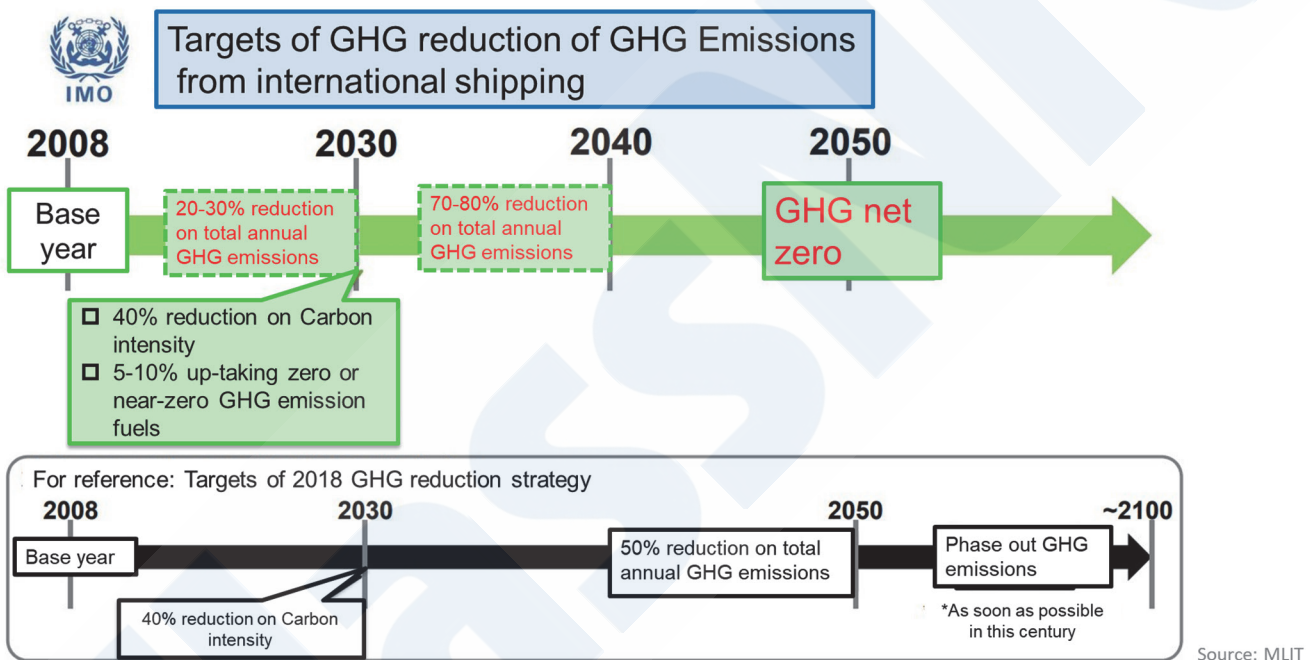 IMO
Targets of GHG reduction of GHG Emissions
from international shipping
2008
2030
2040
2050
Base
year
20-30% reduction
on total annual
GHG emissions
70-80% reduction
on total annual
GHG emissions
GHG net
zero
40% reduction on Carbon
intensity
5-10% up-taking zero or
near-zero GHG emission
fuels
For reference: Targets of 2018 GHG reduction strategy
2008
2030
2050
~2100
Base year
50% reduction on total
annual GHG emissions
Phase out GHG
emissions
40% reduction on Carbon
intensity
*As soon as possible
in this century
Source: MLIT